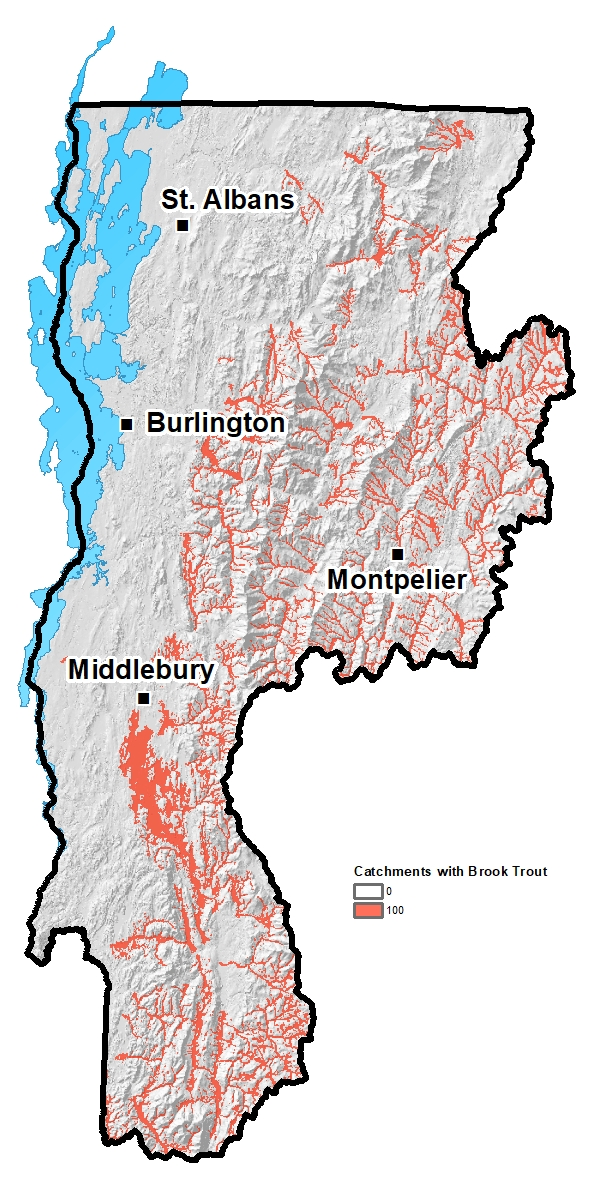 St. Albans
Burlington
Montpelier
Middlebury
Catchments with Brook Trout
0
100